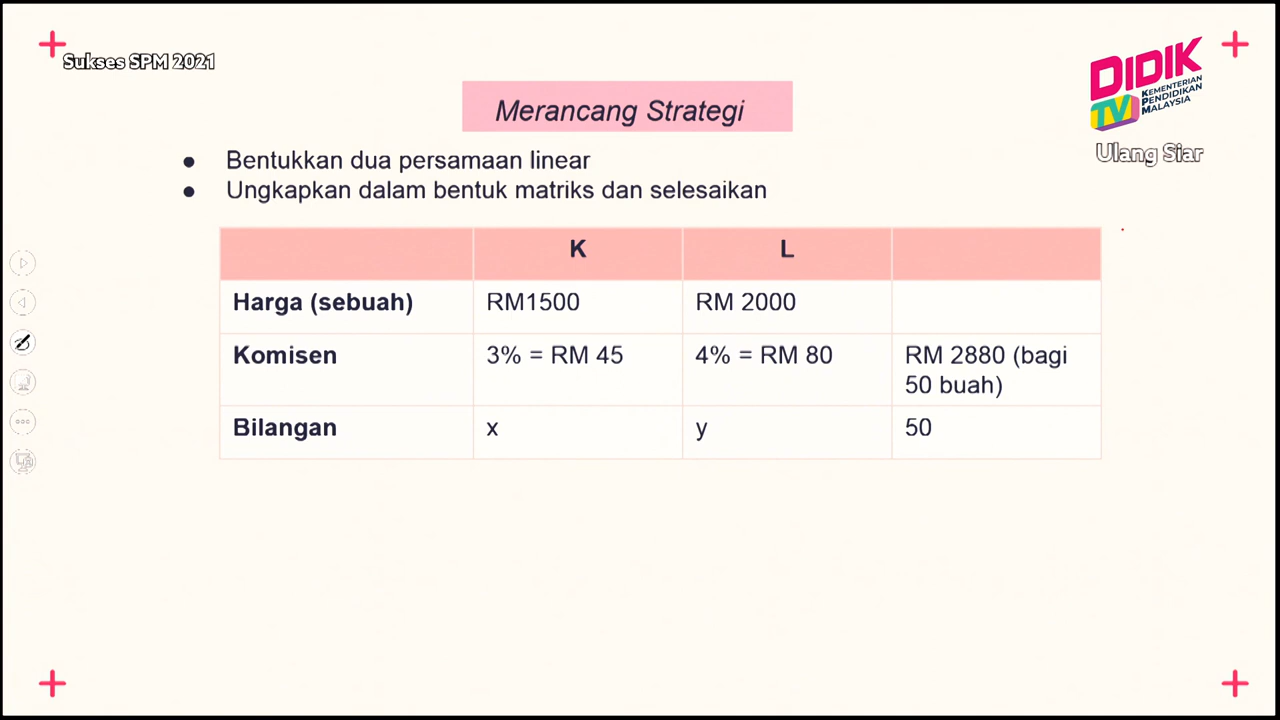 Sukses SPM 2021
DIDIK
TV
KEMENTERIAN
PENDIDIKAN
MALAYSIA
Ulang Siar
Merancang Strategi
● Bentukkan dua persamaan linear
● Ungkapkan dalam bentuk matriks dan selesaikan
K L
Harga (sebuah) RM1500 RM 2000
Komisen 3% = RM 45 4% = RM 80 RM 2880 (bagi
50 buah)
Bilangan x y 50